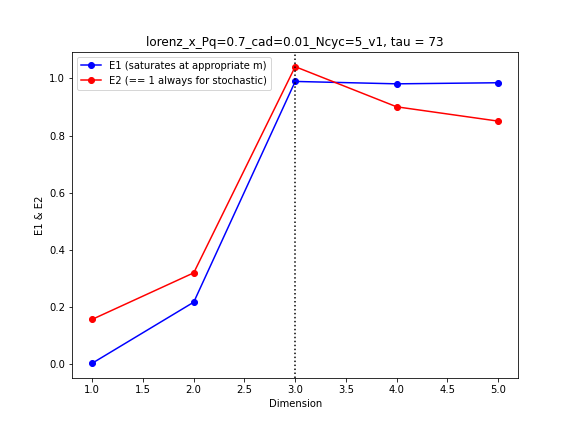 lorenz_x_Pq=0.7_cad=0.01_Ncyc=5_v1, tau = 73
E1 (saturates at appropriate m)
E2 (== 1 always for stochastic)
1.0
0.8
0.6
0.4
0.2
0.0
E1 & E2
1.0 1.5 2.0 2.5 3.0 3.5 4.0 4.5 5.0
Dimension